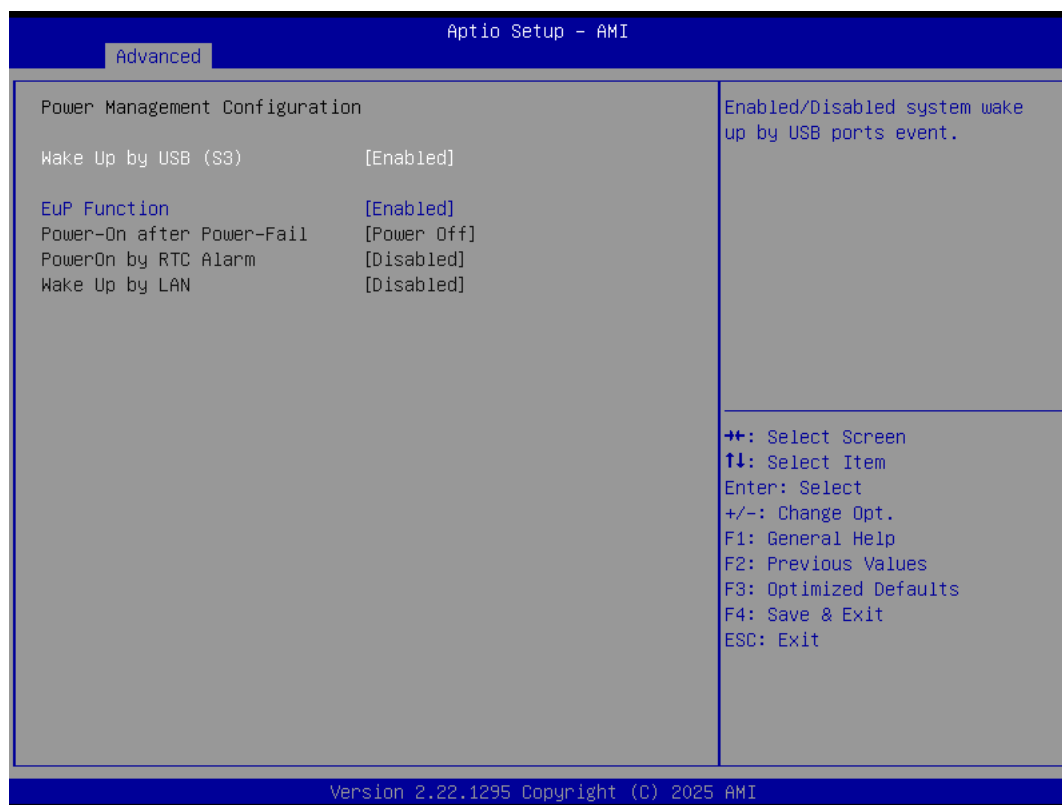 Aptio Setup – AMI
Advanced
Power Management Configuration
Wake Up by USB (S3) [Enabled]
EuP Function [Enabled]
Power-On after Power-Fail [Power Off]
PowerOn by RTC Alarm [Disabled]
Wake Up by LAN [Disabled]
Enabled/Disabled system wake
up by USB ports event.
→←: Select Screen
↑↓: Select Item
Enter: Select
+/-: Change Opt.
F1: General Help
F2: Previous Values
F3: Optimized Defaults
F4: Save & Exit
ESC: Exit
Version 2.22.1295 Copyright (C) 2025 AMI